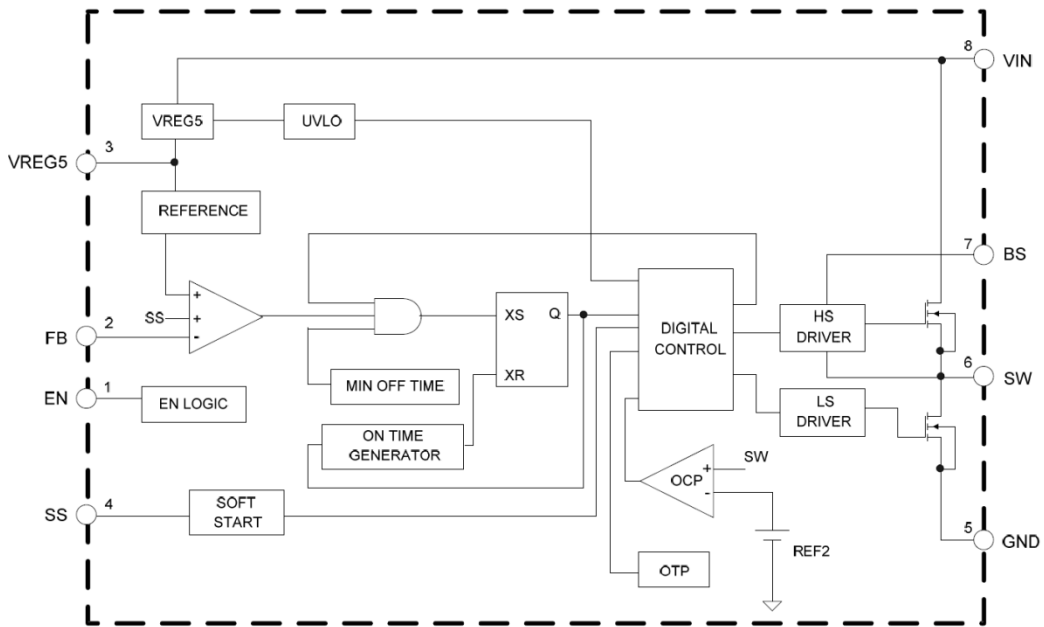 8
VIN
VREG5
UVLO
3
VREG5
REFERENCE
7
BS
+
SS
+
-
2
FB
XS
Q
XR
DIGITAL
CONTROL
HS
DRIVER
6
SW
1
EN
EN LOGIC
MIN OFF TIME
LS
DRIVER
ON TIME
GENERATOR
SW
+
OCP
-
4
SS
SOFT
START
5
GND
REF2
OTP